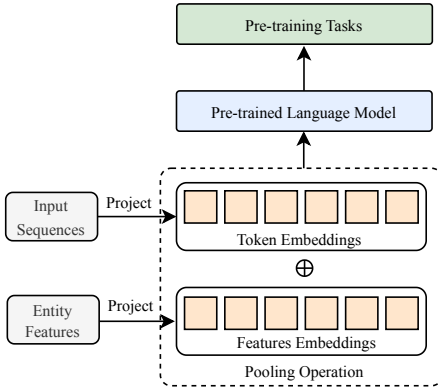 Pre-training Tasks
Pre-trained Language Model
Project
Input
Sequences
Token Embeddings
⊕
Project
Entity
Features
Features Embeddings
Pooling Operation